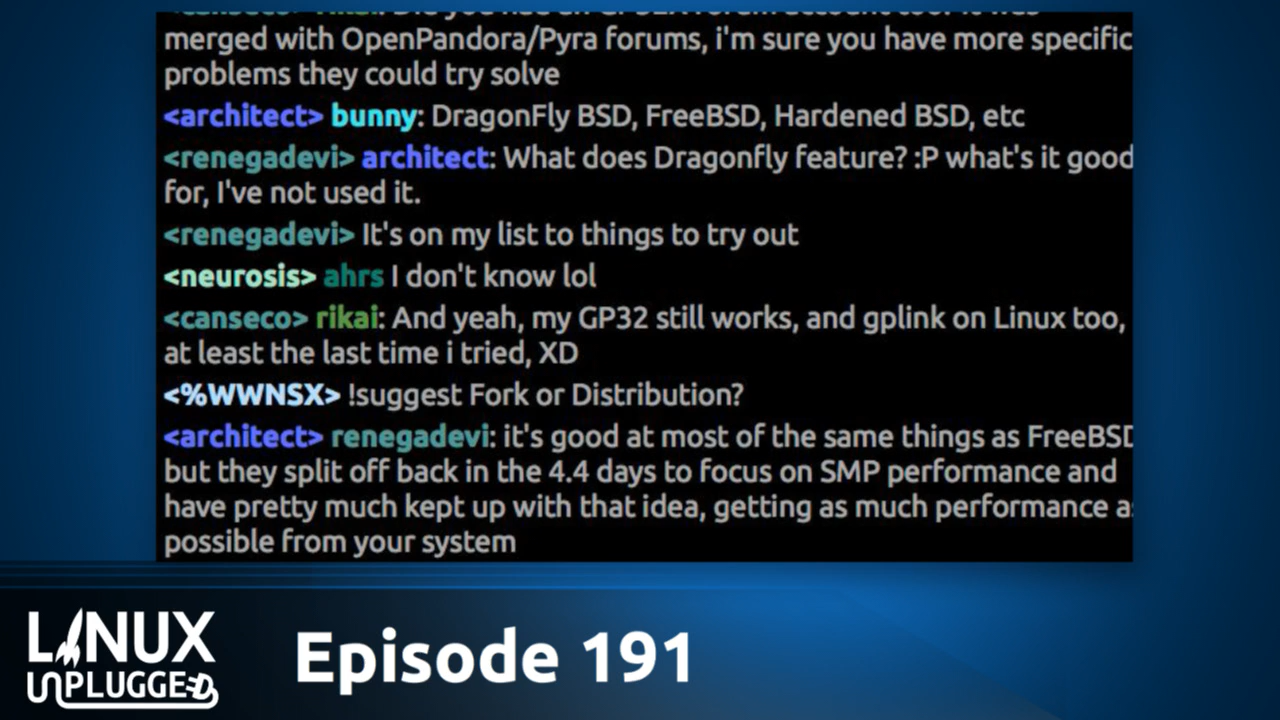 merged with OpenPandora/Pyra forums, i'm sure you have more specific
problems they could try solve
<architect> bunny: DragonFly BSD, FreeBSD, Hardened BSD, etc
<renegadevi> architect: What does Dragonfly feature? :P what's it good
for, I've not used it.
<renegadevi> It's on my list to things to try out
<neurosis> ahrs I don't know lol
<canseco> rikai: And yeah, my GP32 still works, and gplink on Linux too,
at least the last time i tried, XD
<%WWNSX> !suggest Fork or Distribution?
<architect> renegadevi: it's good at most of the same things as FreeBSD
but they split off back in the 4.4 days to focus on SMP performance and
have pretty much kept up with that idea, getting as much performance as
possible from your system
LINUX
UNPLUGGED
Episode 191